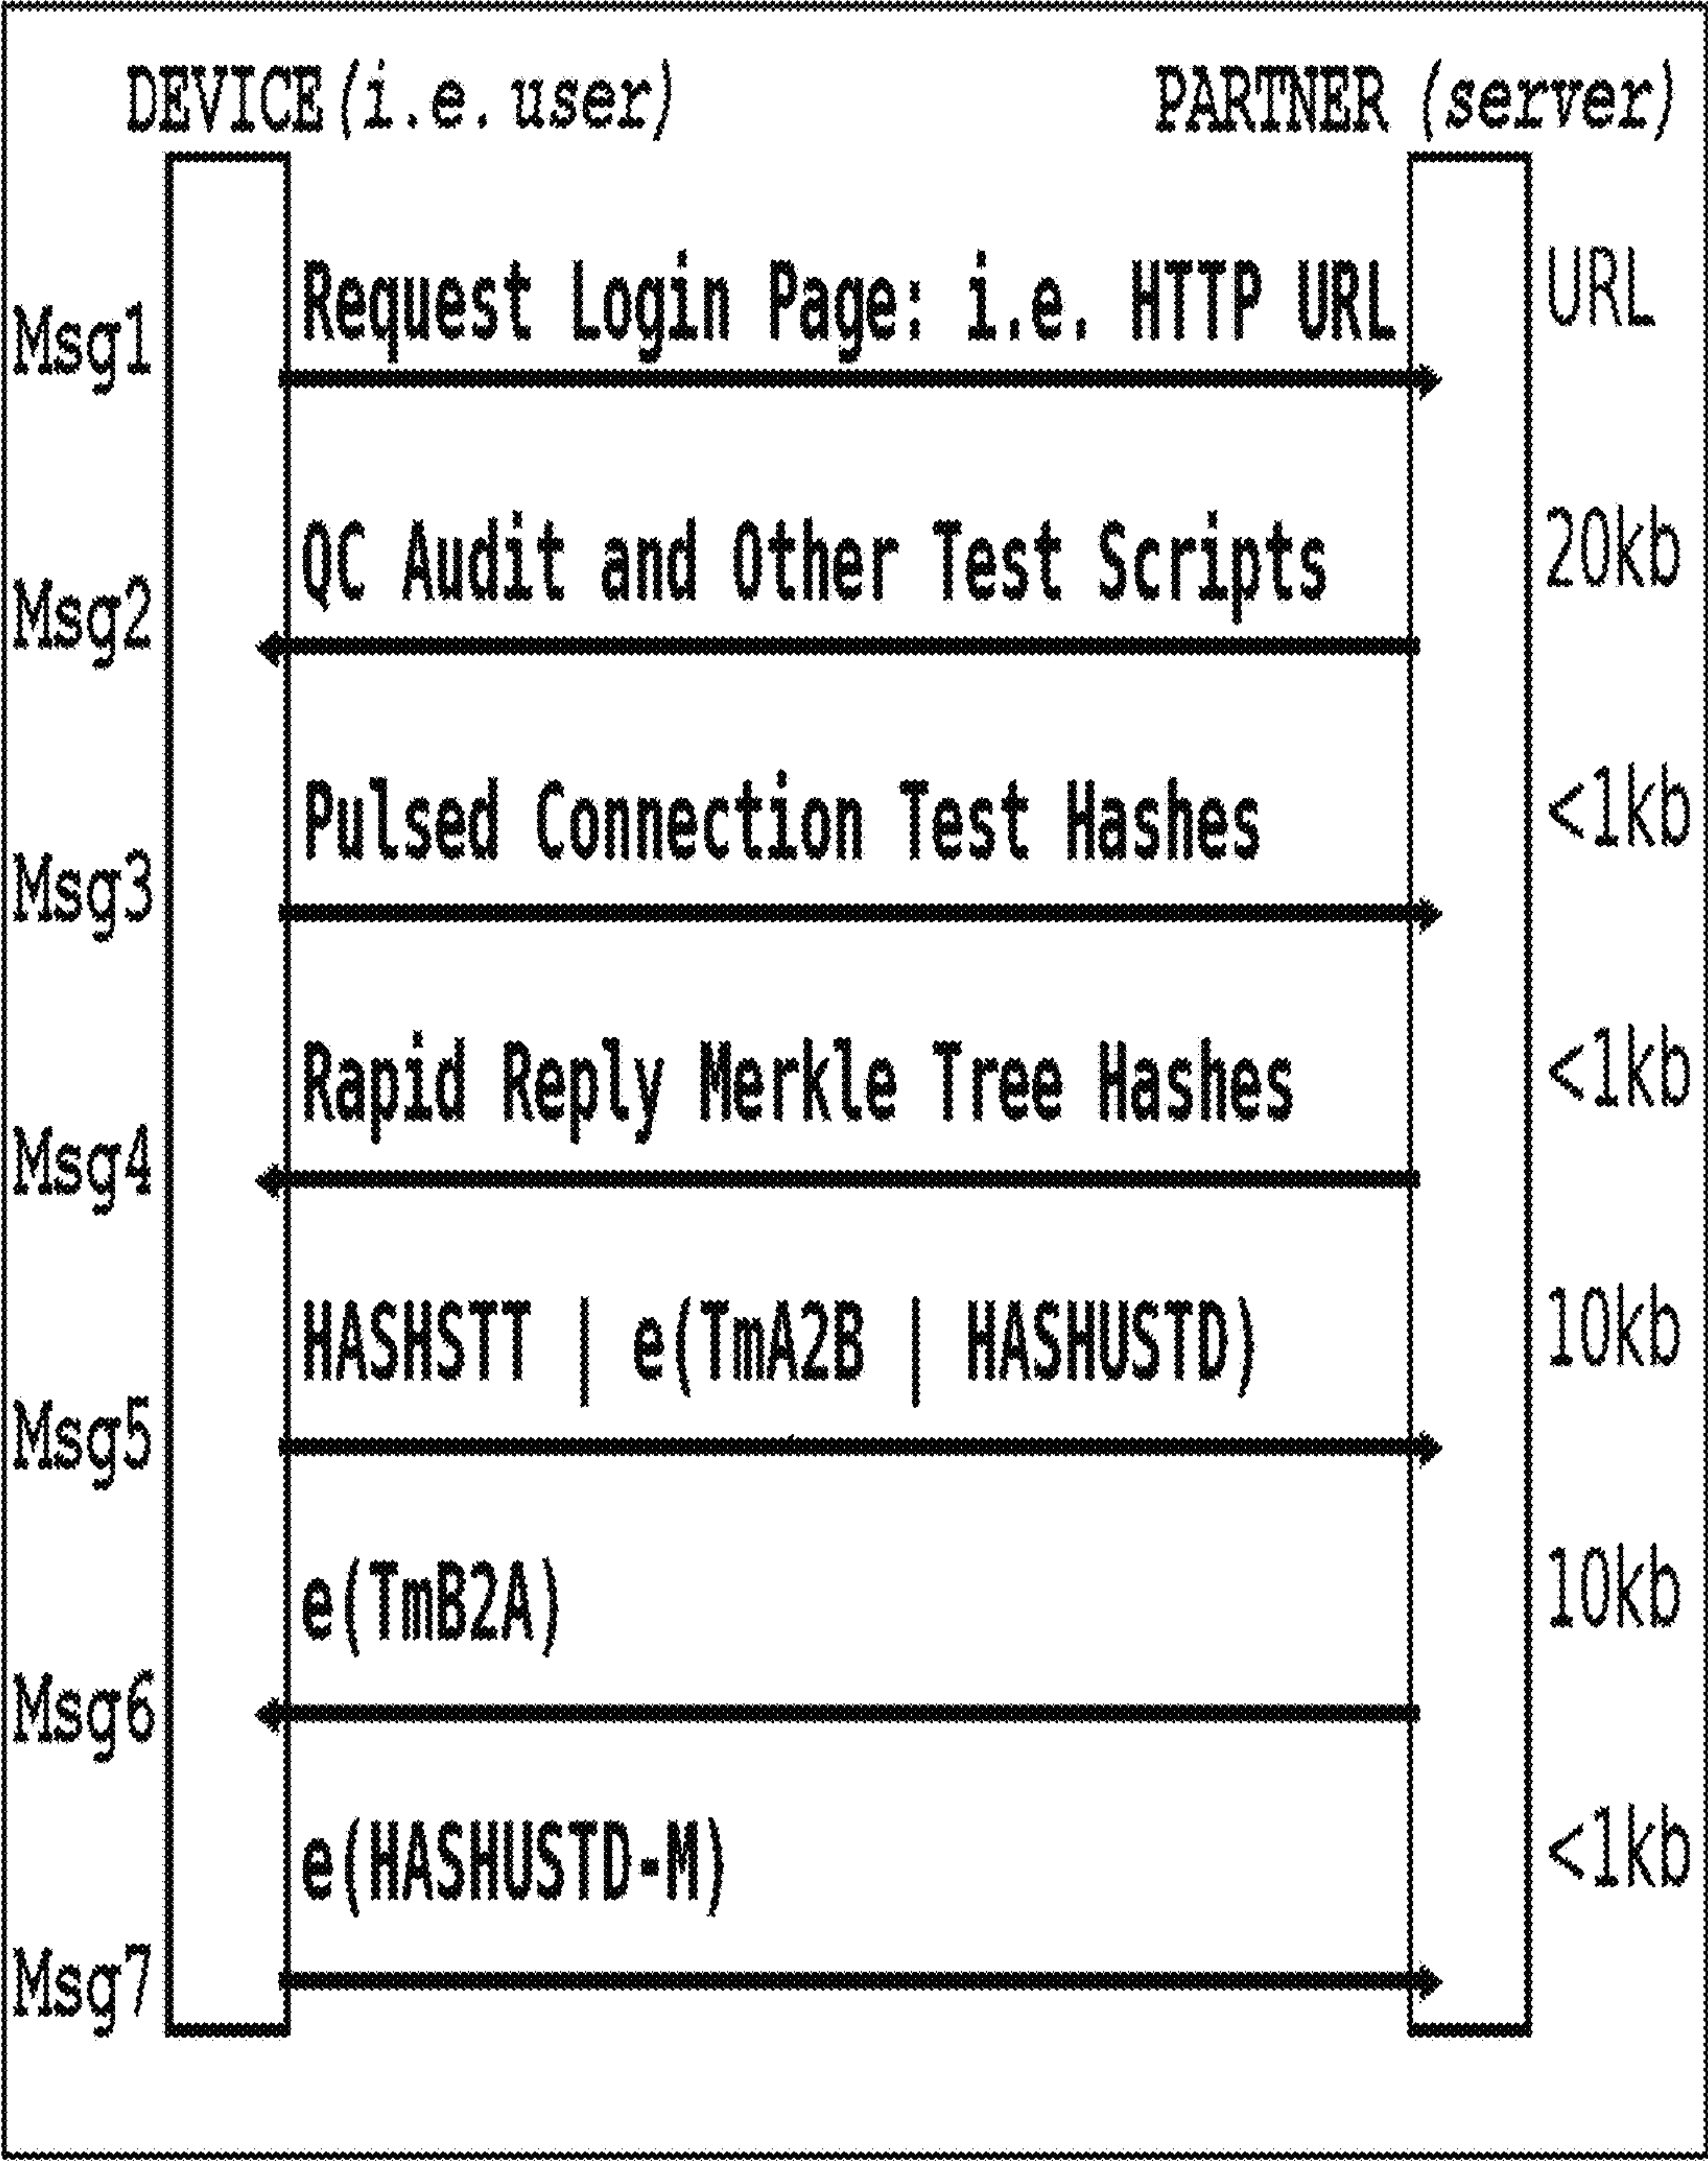 DEVICE (i.e. user) PARTNER (server)
Request Login Page: i.e. HTTP URL URL
Msg1
QC Audit and Other Test Scripts 20kb
Msg2
Pulsed Connection Test Hashes <1kb
Msg3
Rapid Reply Merkle Tree Hashes <1kb
Msg4
HASHSTT | e(TmA2B | HASHUSTD) 10kb
Msg5
e(TmB2A) 10kb
Msg6
e(HASHUSTD-M) <1kb
Msg7